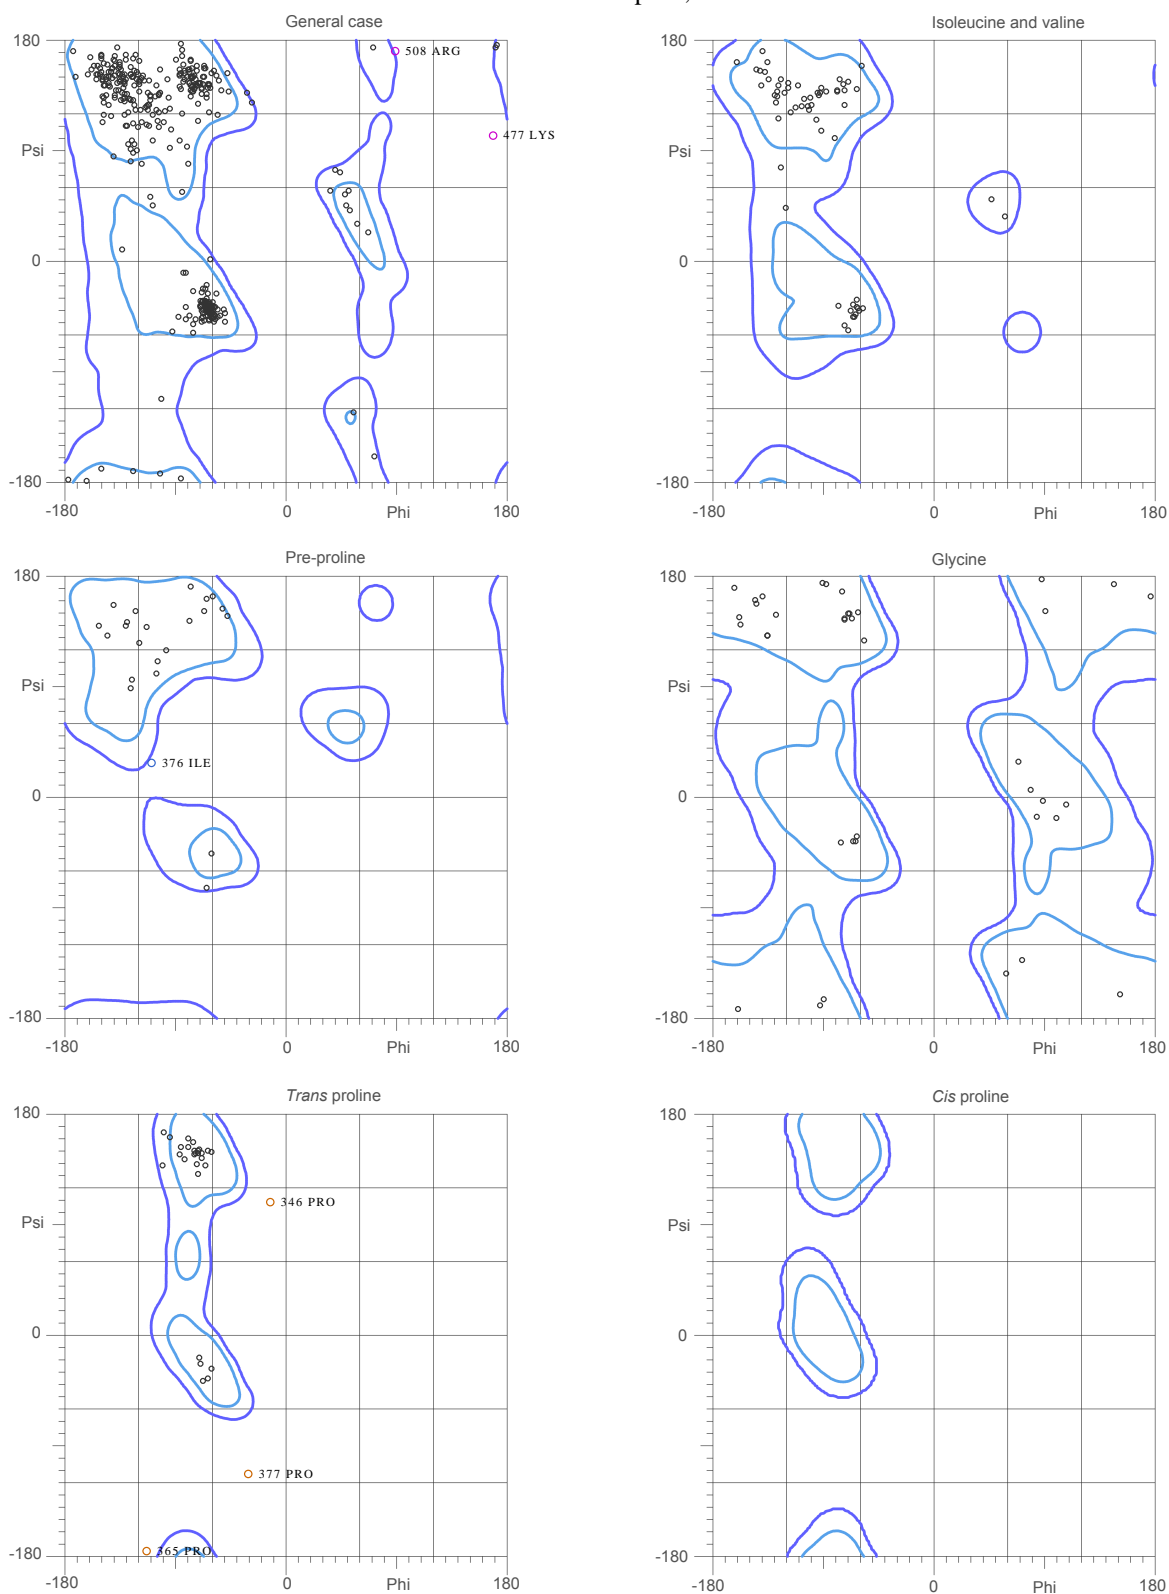 General case
180
Psi
0
-180
-180
0
Phi
180
508 ARG
477 LYS
Isoleucine and valine
180
Psi
0
-180
-180
0
Phi
180
Pre-proline
180
Psi
0
-180
-180
0
Phi
180
376 ILE
Glycine
180
Psi
0
-180
-180
0
Phi
180
Trans proline
180
Psi
0
-180
-180
0
Phi
180
346 PRO
377 PRO
365 PRO
Cis proline
180
Psi
0
-180
-180
0
Phi
180